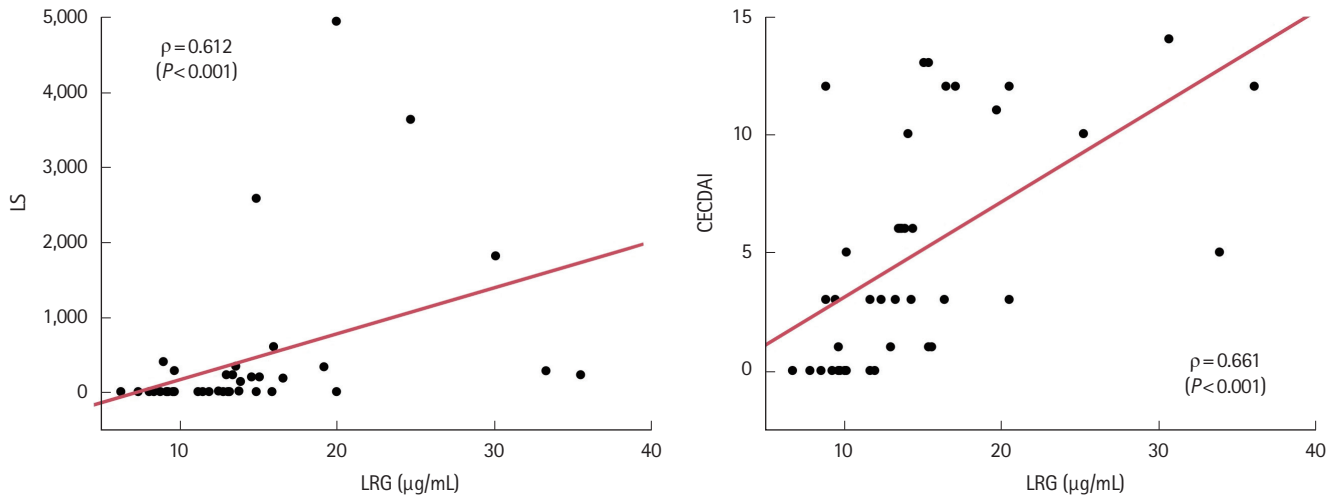 5,000
4,000
3,000
2,000
1,000
0
LS
ρ=0.612
(P<0.001)
10
20
30
40
LRG (μg/mL)
15
10
5
0
CECDAI
ρ=0.661
(P<0.001)
10
20
30
40
LRG (μg/mL)